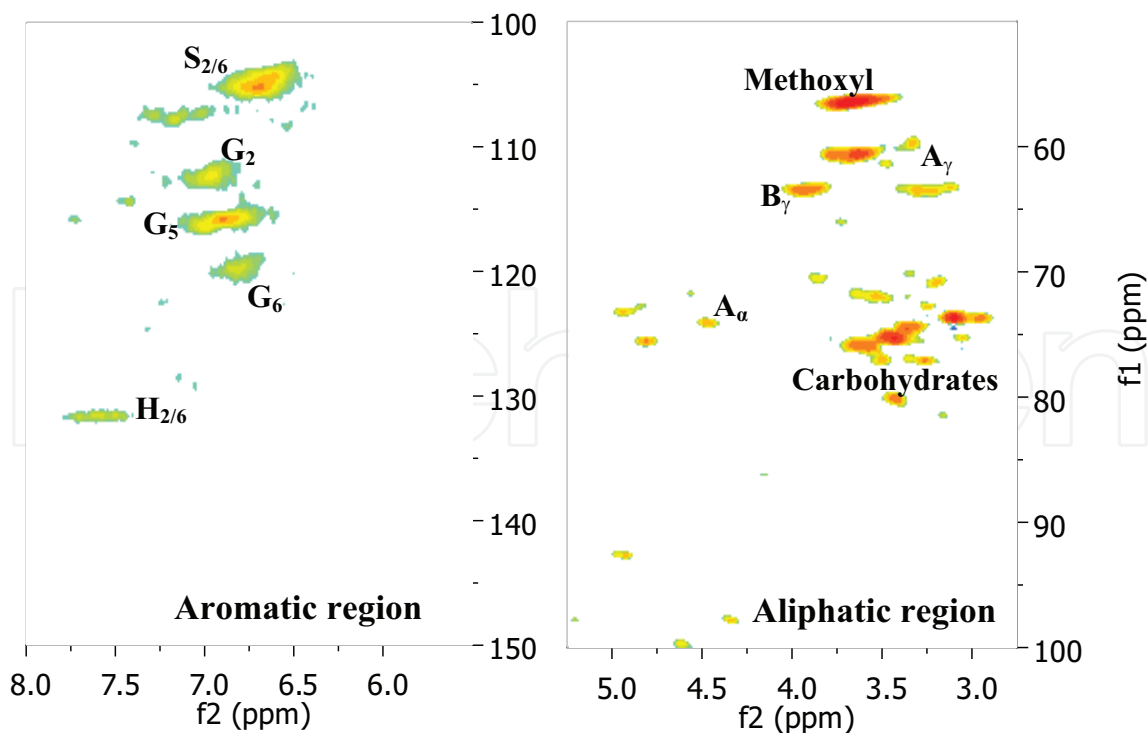 100
110
120
130
140
150
S2/6
G2
G5
G6
H2/6
Aromatic region
8.0 7.5 7.0 6.5 6.0
f2 (ppm)
Methoxyl
Aγ
Bγ
Aα
Carbohydrates
Aliphatic region
60
70
80
90
100
f1 (ppm)
5.0 4.5 4.0 3.5 3.0
f2 (ppm)